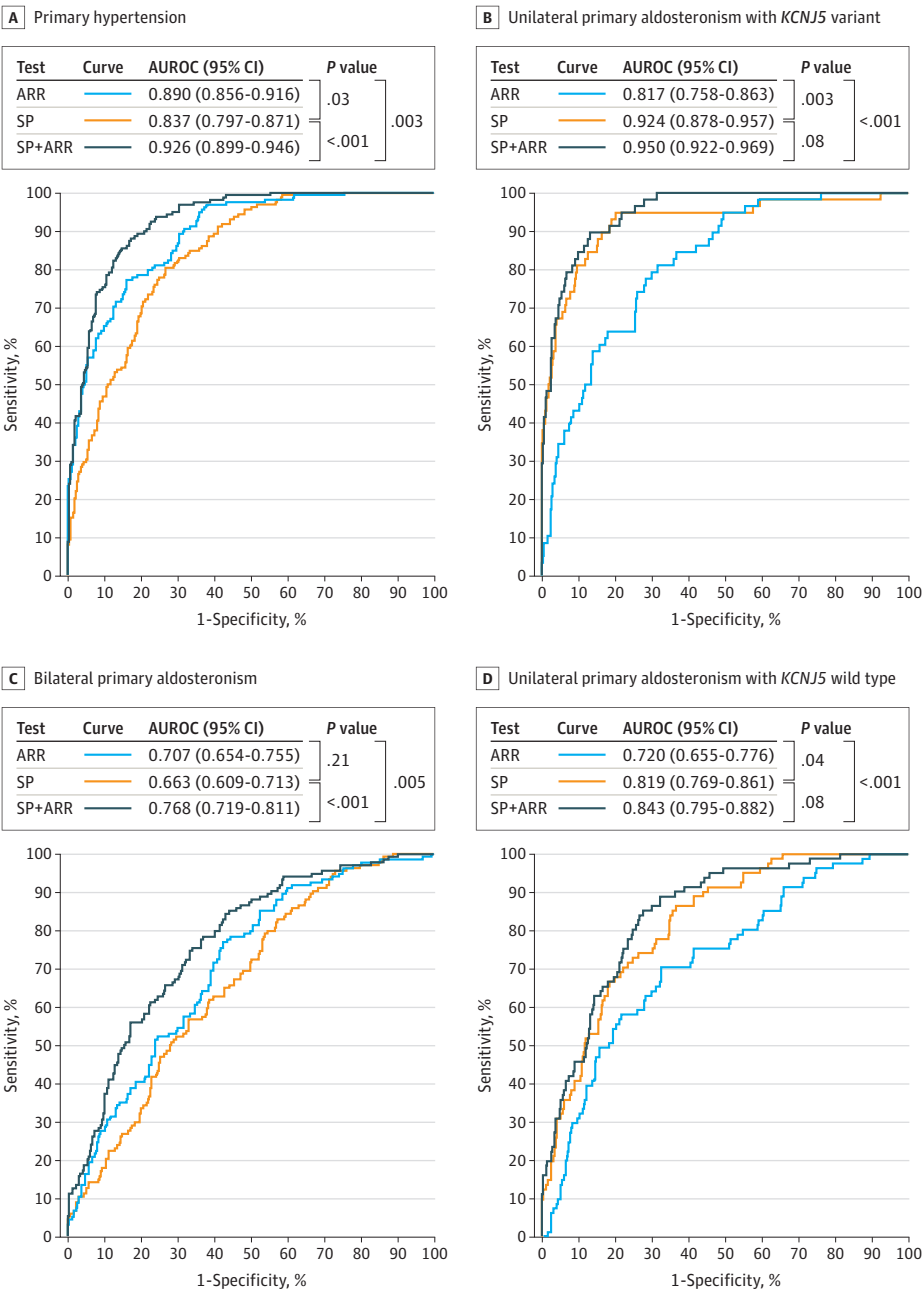 A Primary hypertension
Test Curve AUROC (95% CI) P value
ARR 0.890 (0.856-0.916)
.03
SP 0.837 (0.797-0.871)
.003
<.001
SP+ARR 0.926 (0.899-0.946)
100
90
80
70
60
50
40
30
20
10
0
Sensitivity, %
0 10 20 30 40 50 60 70 80 90 100
1-Specificity, %
B Unilateral primary aldosteronism with KCNJ5 variant
Test Curve AUROC (95% CI) P value
ARR 0.817 (0.758-0.863)
.003
SP 0.924 (0.878-0.957)
<.001
.08
SP+ARR 0.950 (0.922-0.969)
100
90
80
70
60
50
40
30
20
10
0
Sensitivity, %
0 10 20 30 40 50 60 70 80 90 100
1-Specificity, %
C Bilateral primary aldosteronism
Test Curve AUROC (95% CI) P value
ARR 0.707 (0.654-0.755)
.21
SP 0.663 (0.609-0.713)
.005
<.001
SP+ARR 0.768 (0.719-0.811)
100
90
80
70
60
50
40
30
20
10
0
Sensitivity, %
0 10 20 30 40 50 60 70 80 90 100
1-Specificity, %
D Unilateral primary aldosteronism with KCNJ5 wild type
Test Curve AUROC (95% CI) P value
ARR 0.720 (0.655-0.776)
.04
SP 0.819 (0.769-0.861)
<.001
.08
SP+ARR 0.843 (0.795-0.882)
100
90
80
70
60
50
40
30
20
10
0
Sensitivity, %
0 10 20 30 40 50 60 70 80 90 100
1-Specificity, %